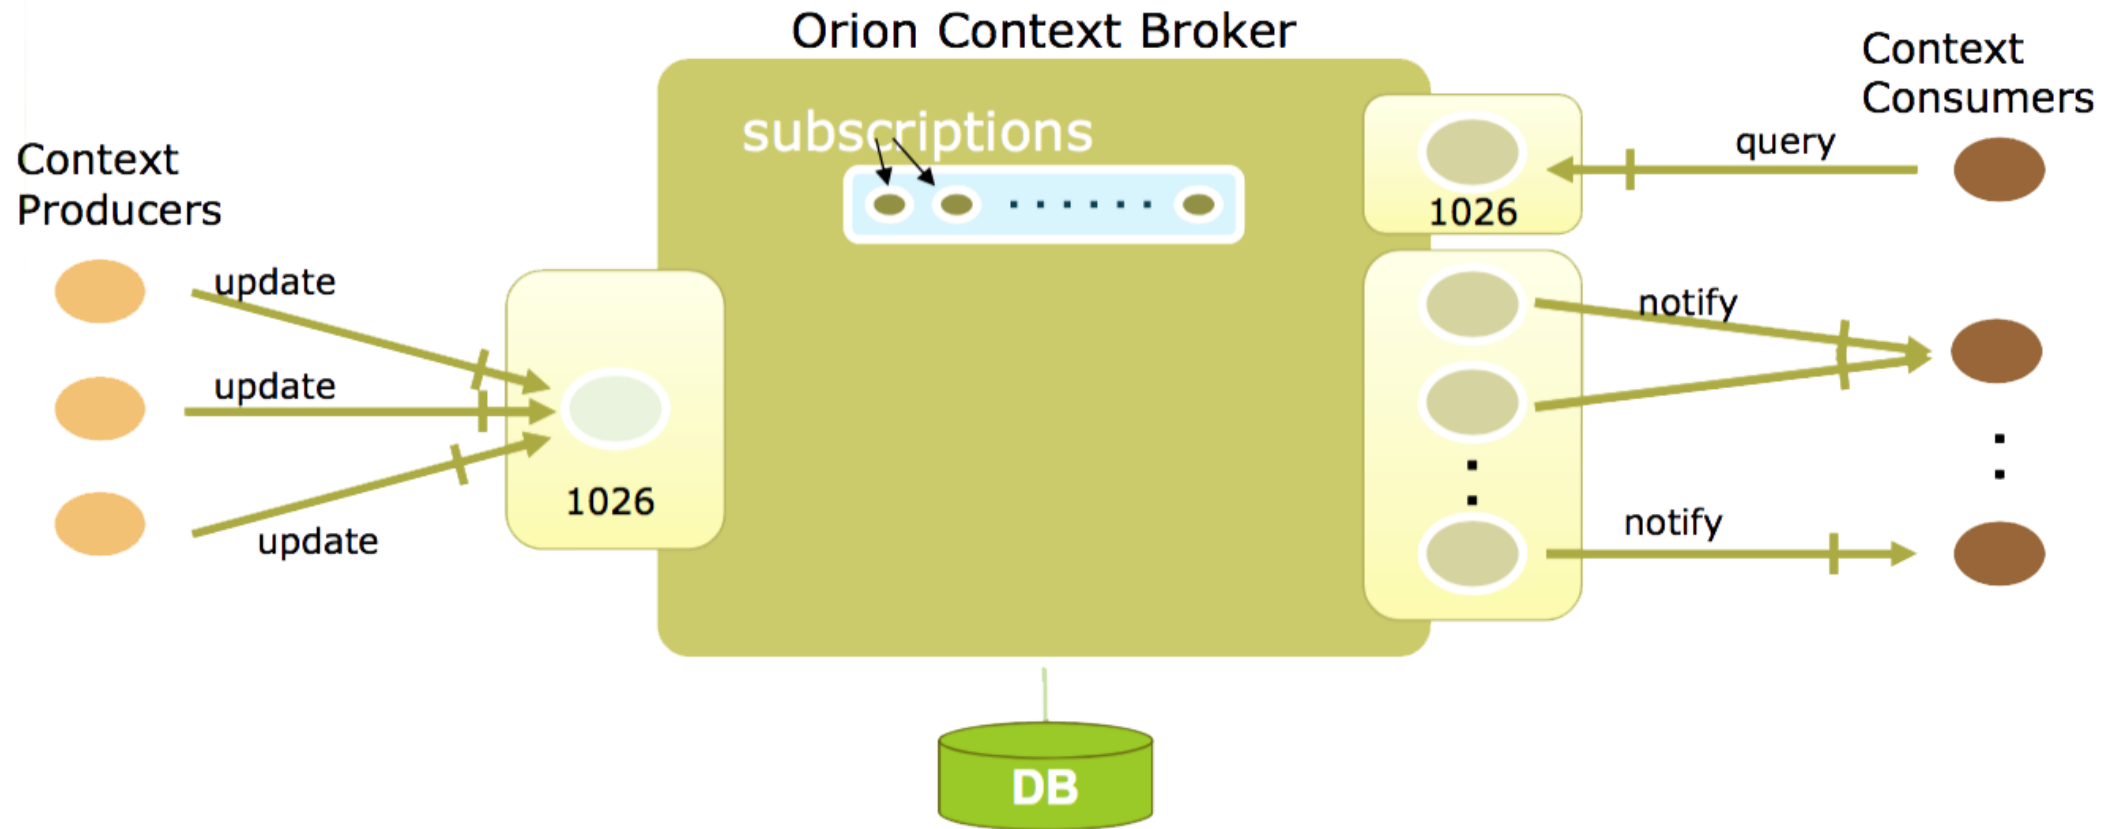 Orion Context Broker
Context
Consumers
subscriptions
query
Context
Producers
1026
update
notify
update
1026
notify
update
DB